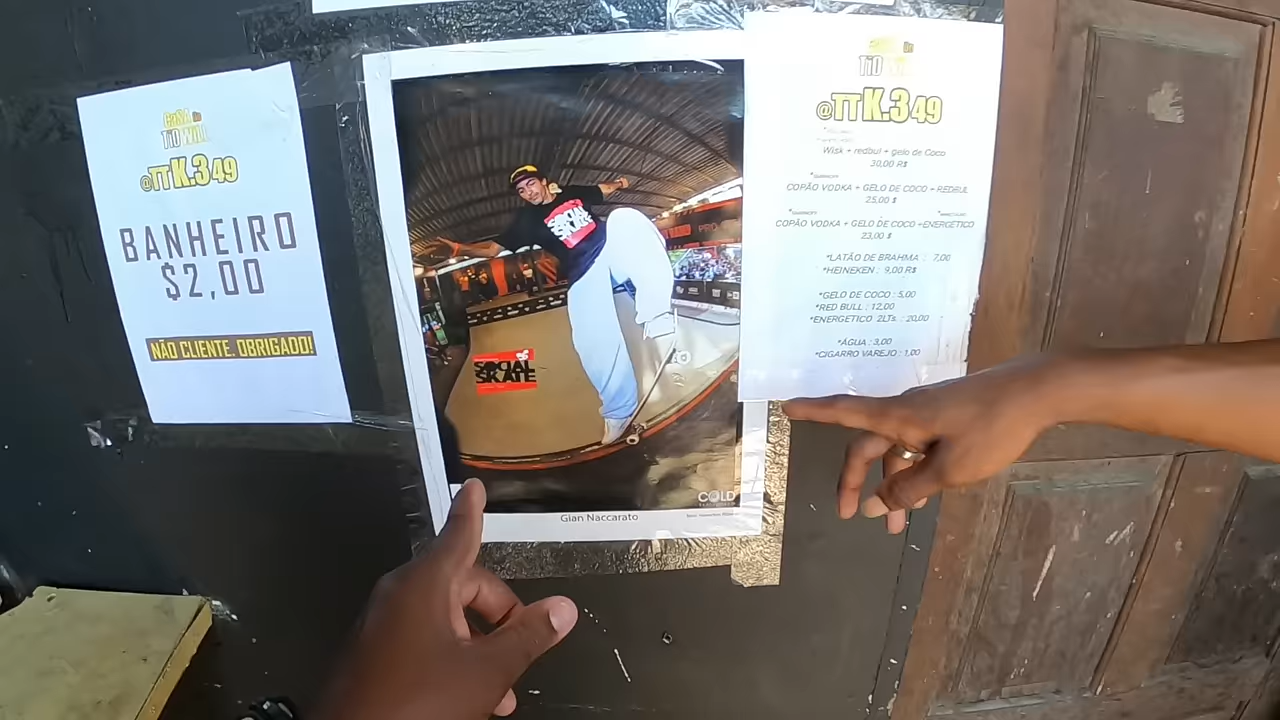 CaSA do
TiO WILL
@TTK.349
BANHEIRO
$2,00
NÃO CLIENTE. OBRIGADO!
SOCIAL
SKATE
SOCIAL
SKATE
COLD
Gian Naccarato
TiO
@TTK.349
Wisk + redbul + gelo de Coco
30,00 R$
COPÃO VODKA + GELO DE COCO + REDBUL
25,00 $
COPÃO VODKA + GELO DE COCO +ENERGETICO
23,00 $
*LATÃO DE BRAHMA : 7,00
*HEINEKEN : 9,00 R$
*GELO DE COCO : 5,00
*RED BULL : 12,00
*ENERGETICO 2LTs. : 20,00
*ÁGUA : 3,00
*CIGARRO VAREJO : 1,00